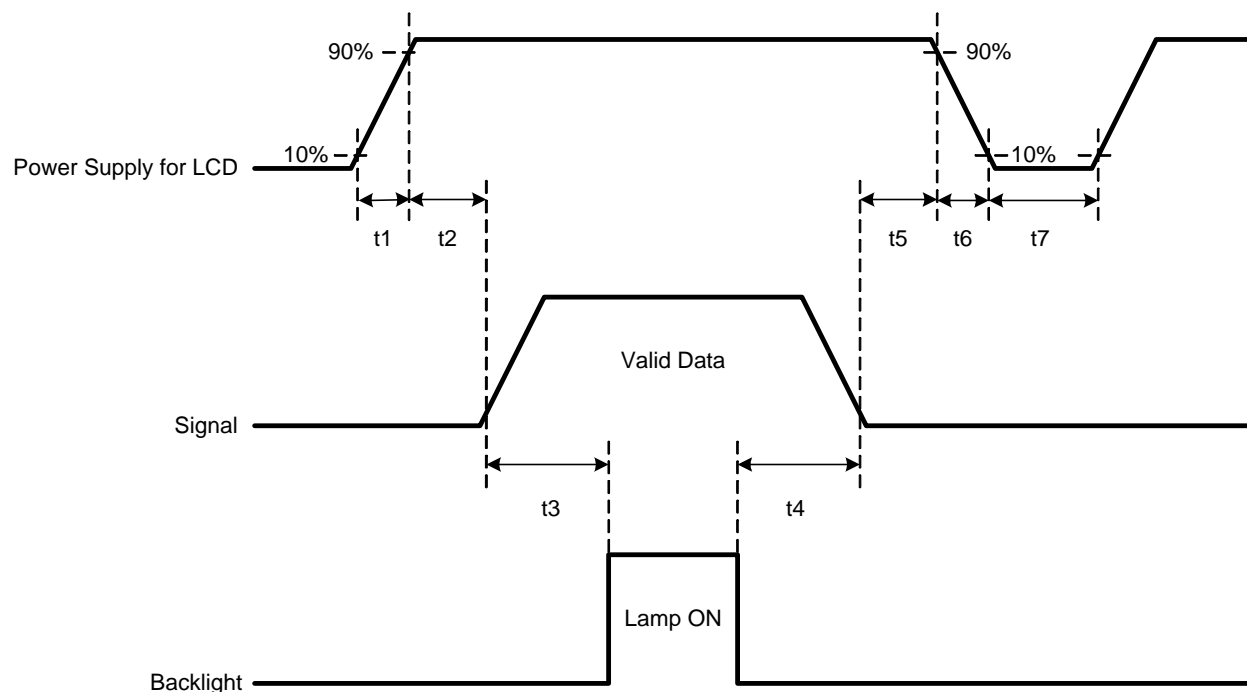 90%
90%
Power Supply for LCD
10%
10%
t1
t2
t5
t6
t7
Valid Data
Signal
t3
t4
Lamp ON
Backlight